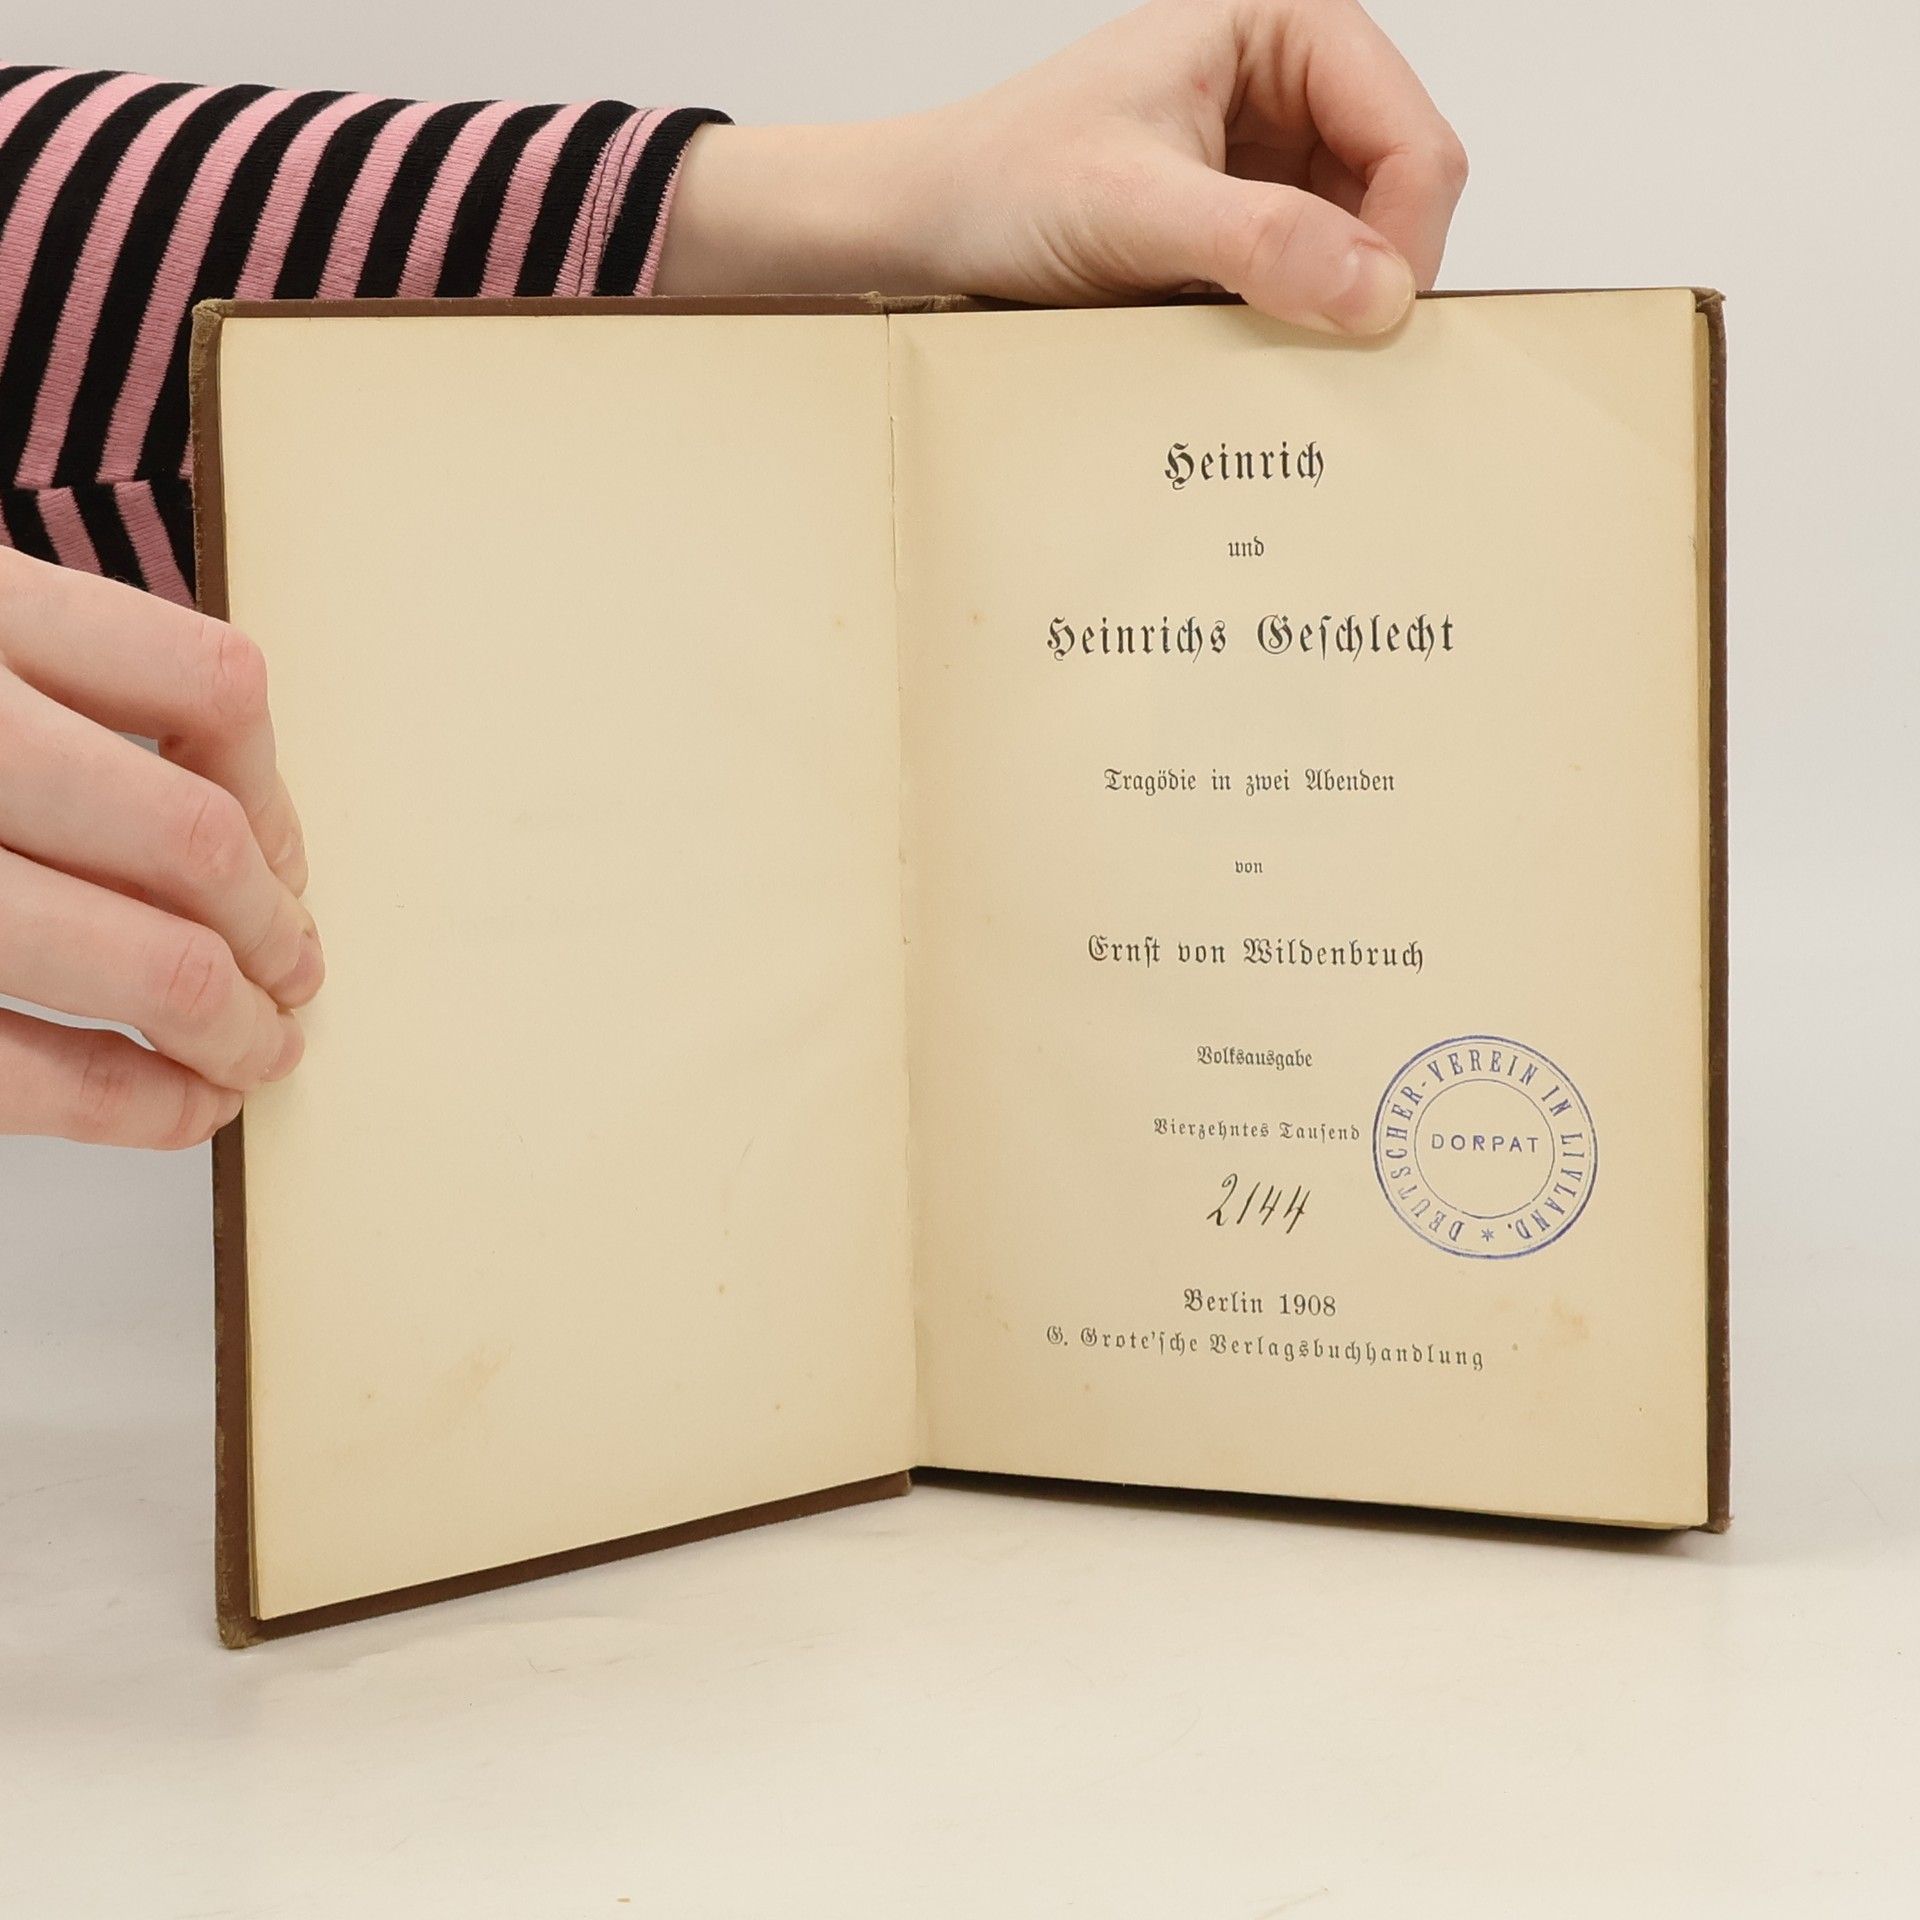 Heinrich
und
Heinrichs Geſchlecht
Tragödie in zwei Abenden
von
Ernſt von Wildenbruch
Volksausgabe
Vierzehntes Tauſend
DEUTSCHER-VEREIN IN LIVLAND. *
DORPAT
2144
Berlin 1908
G. Grote'ſche Verlagsbuchhandlung